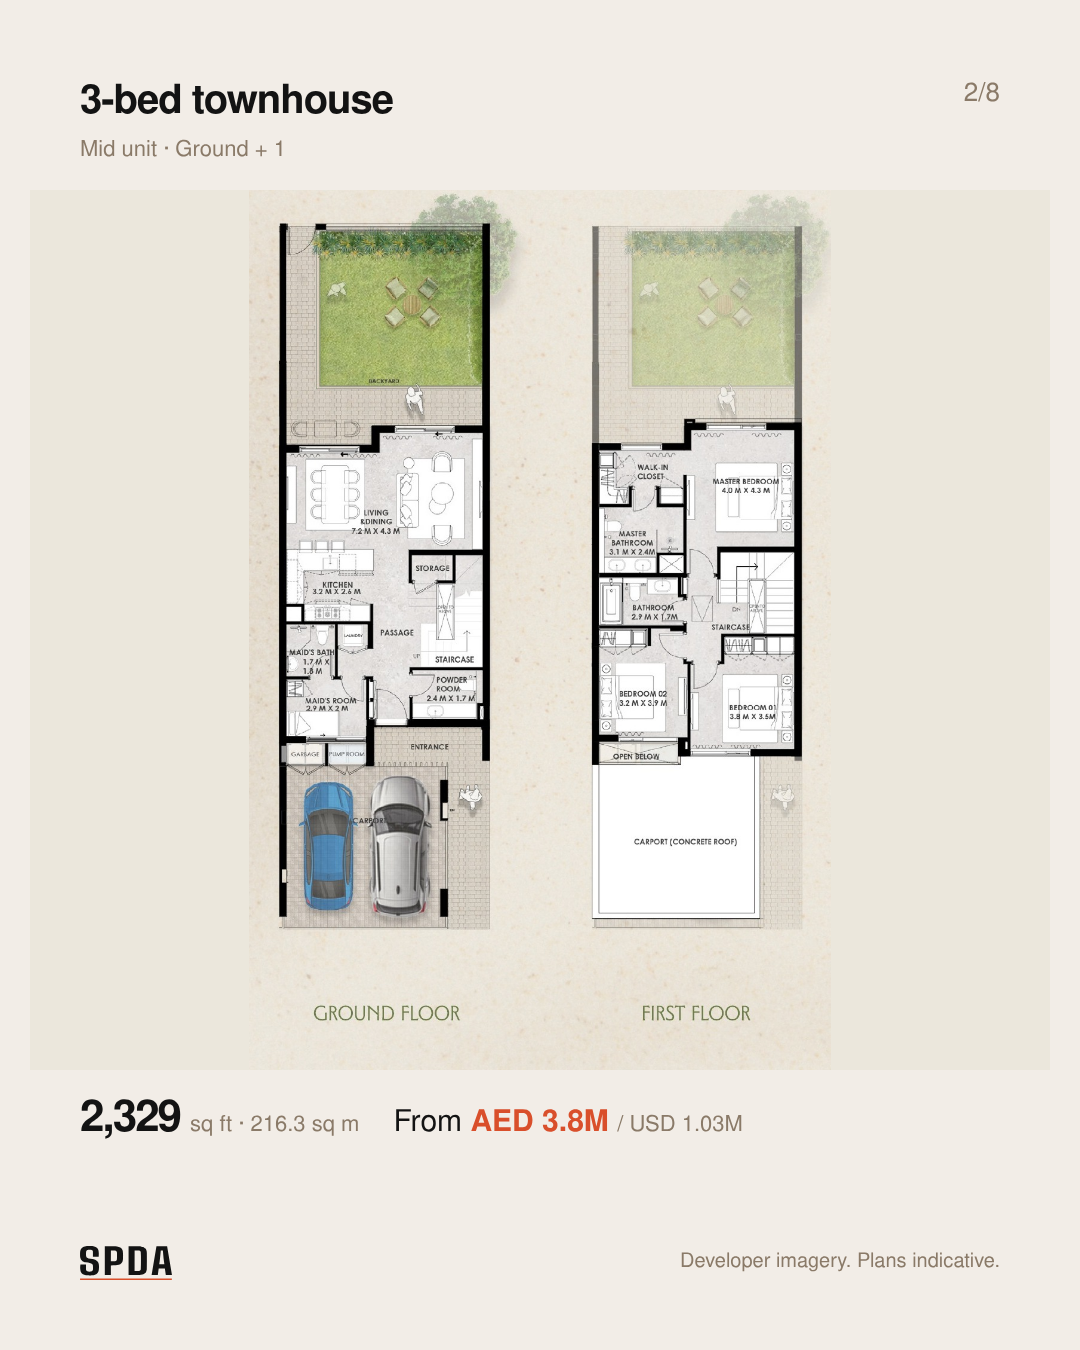 3-bed townhouse
2/8
Mid unit · Ground + 1
BACKYARD
LIVING
&DINING
7.2 M X 4.3 M
STORAGE
KITCHEN
3.2 M X 2.6 M
PASSAGE
LAUNDRY
UP
STAIRCASE
MAID'S BATH
1.7 M X
1.8 M
POWDER
ROOM
2.4 M X 1.7 M
MAID'S ROOM
2.9 M X 2 M
GARBAGE
PUMP ROOM
ENTRANCE
CARPORT
GROUND FLOOR
WALK-IN
CLOSET
MASTER BEDROOM
4.0 M X 4.3 M
MASTER
BATHROOM
3.1 M X 2.4M
BATHROOM
2.9 M X 1.7M
DN
STAIRCASE
BEDROOM 02
3.2 M X 3.9 M
BEDROOM 01
3.8 M X 3.5M
OPEN BELOW
CARPORT (CONCRETE ROOF)
FIRST FLOOR
2,329 sq ft · 216.3 sq m From AED 3.8M / USD 1.03M
SPDA
Developer imagery. Plans indicative.